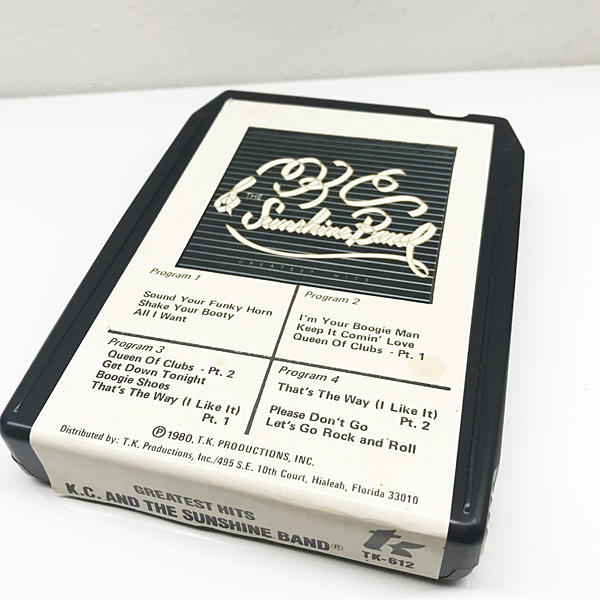 KC
& THE
Sunshine Band
GREATEST HITS
Program 1
Sound Your Funky Horn
Shake Your Booty
All I Want
Program 2
I'm Your Boogie Man
Keep It Comin' Love
Queen Of Clubs - Pt. 1
Program 3
Queen Of Clubs - Pt. 2
Get Down Tonight
Boogie Shoes
That's The Way (I Like It)
Pt. 1
Program 4
That's The Way (I Like It)
Pt. 2
Please Don't Go
Let's Go Rock and Roll
Ⓟ1980, T.K. PRODUCTIONS, INC.
Distributed by: T.K. Productions, Inc./495 S.E. 10th Court, Hialeah, Florida 33010
GREATEST HITS
K.C. AND THE SUNSHINE BAND®
tk
TK-612